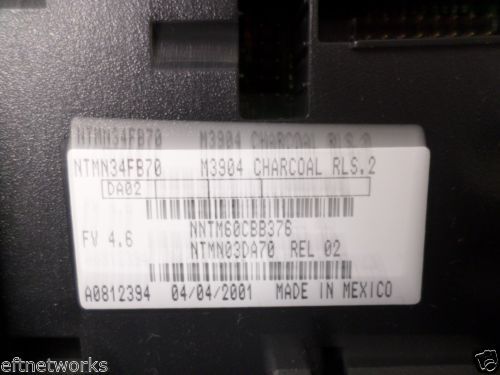 NTMN34FB70 M3904 CHARCOAL RLS.2
NTMN34FB70 M3904 CHARCOAL RLS.2
DA02
NNTM60CBB376
FV 4.6 NTMN03DA70 REL 02
A0812394 04/04/2001 MADE IN MEXICO
eftnetworks